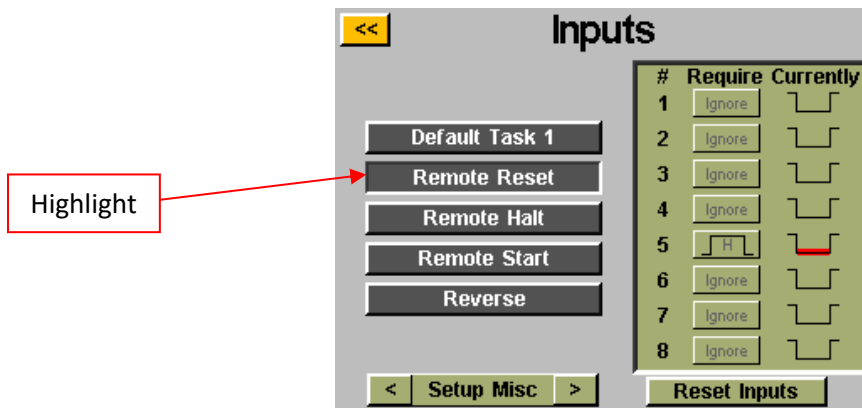 << Inputs
# Require Currently
1 Ignore
Default Task 1
2 Ignore
Highlight
Remote Reset
3 Ignore
Remote Halt
4 Ignore
Remote Start
5 H
Reverse
6 Ignore
7 Ignore
8 Ignore
< Setup Misc >
Reset Inputs